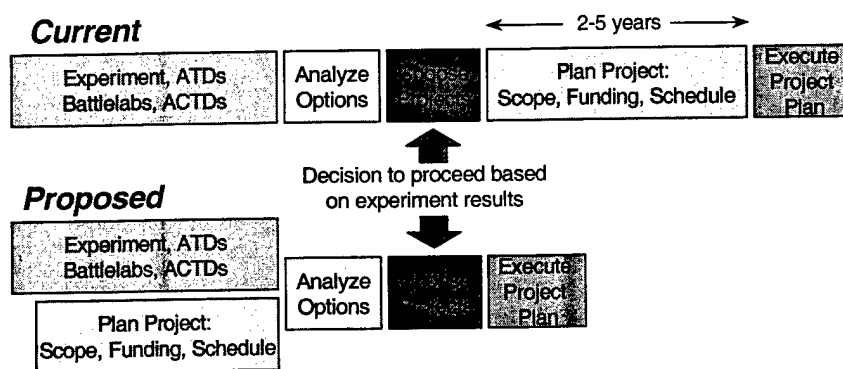 Current
2-5 years
Experiment, ATDs
Battlelabs, ACTDs
Analyze
Options
Propose
Project
Plan Project:
Scope, Funding, Schedule
Execute
Project
Plan
Decision to proceed based
on experiment results
Proposed
Experiment, ATDs
Battlelabs, ACTDs
Analyze
Options
Execute
Project
Plan
Plan Project:
Scope, Funding, Schedule